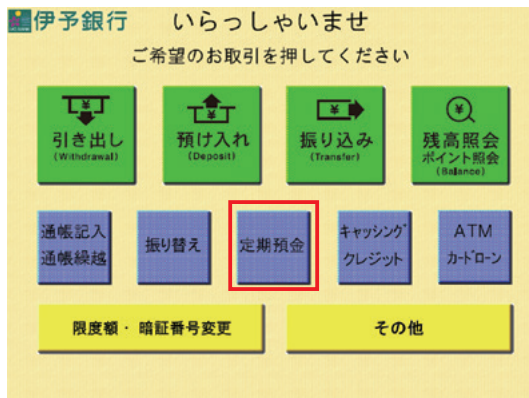 伊予銀行 いらっしゃいませ
ご希望のお取引を押してください
¥ ¥ ¥ ¥
引き出し 預け入れ 振り込み 残高照会
(Withdrawal) (Deposit) (Transfer) ポイント照会
(Balance)
通帳記入 振り替え 定期預金 キャッシング ATM
通帳繰越 クレジット カードローン
限度額・暗証番号変更 その他